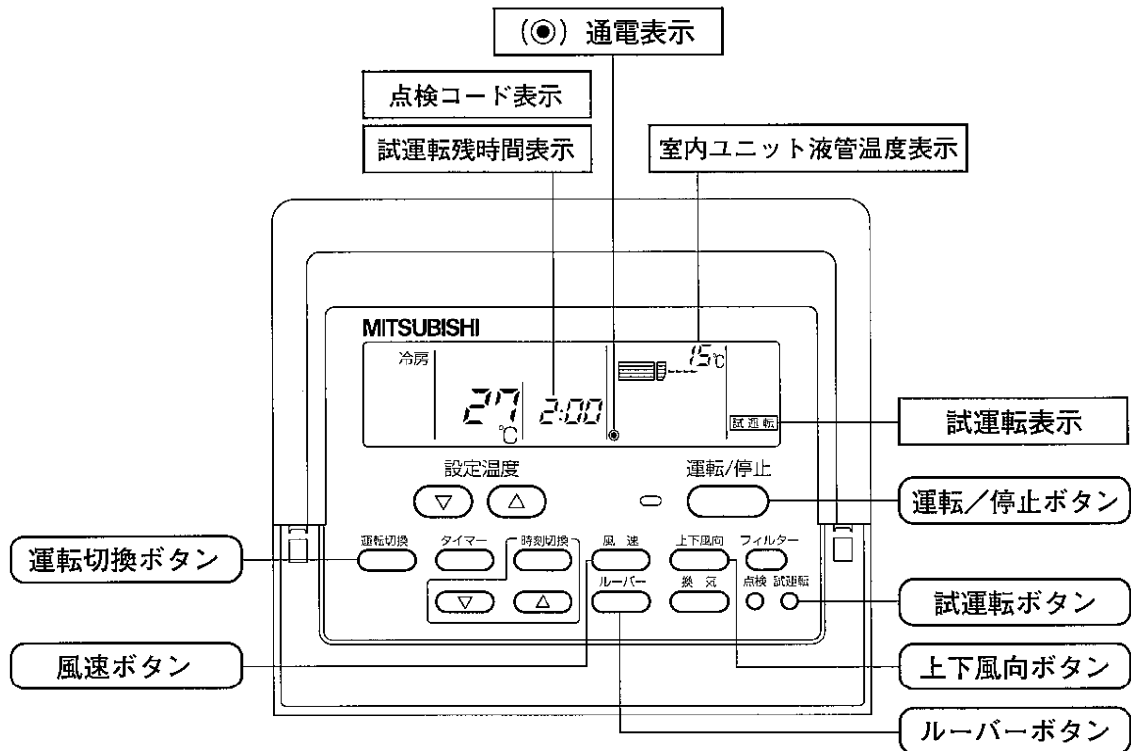 (◉) 通電表示
点検コード表示
試運転残時間表示
室内ユニット液管温度表示
MITSUBISHI
冷房
15℃
27℃
2:00
試運転
試運転表示
設定温度
運転/停止
▽ △
運転／停止ボタン
運転切換 タイマー 時刻切換 風 速 上下風向 フィルター
運転切換ボタン
ルーバー 換 気 点検 試運転
▽ △
試運転ボタン
風速ボタン
上下風向ボタン
ルーバーボタン